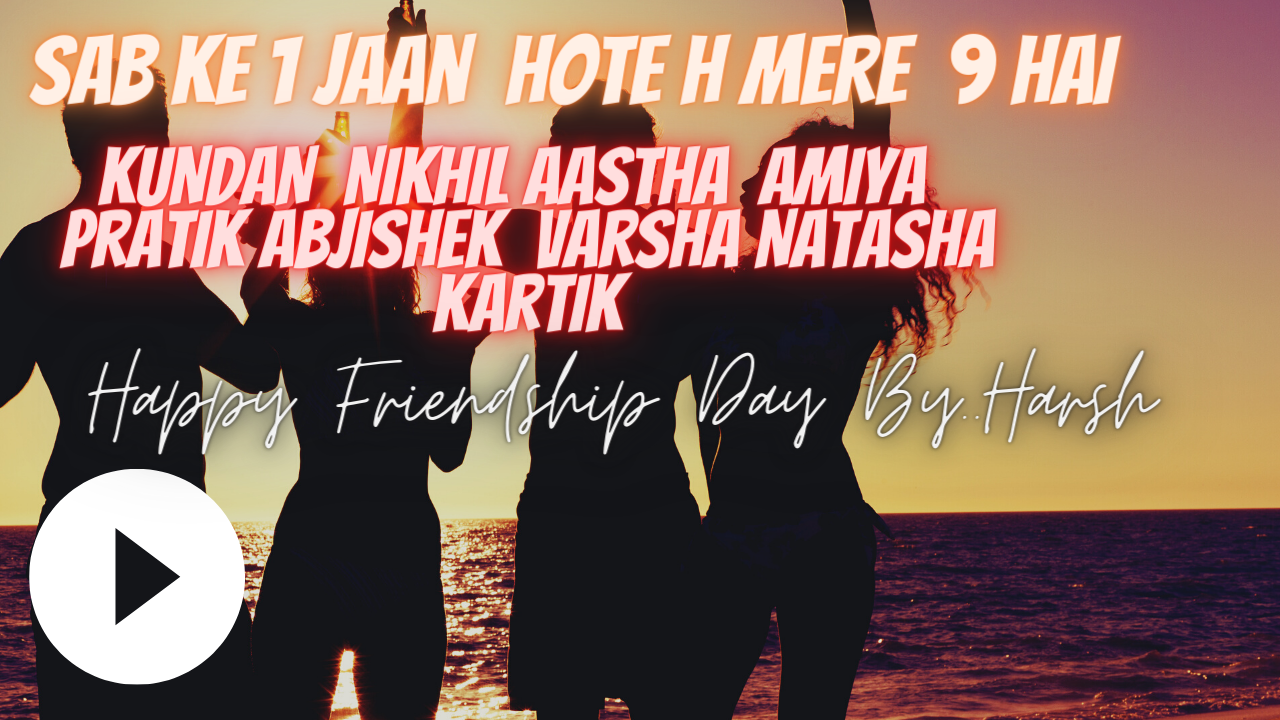 SAB KE 1 JAAN HOTE H MERE 9 HAI
KUNDAN NIKHIL AASTHA AMIYA
PRATIK ABJISHEK VARSHA NATASHA
KARTIK
Happy Friendship Day By..Harsh